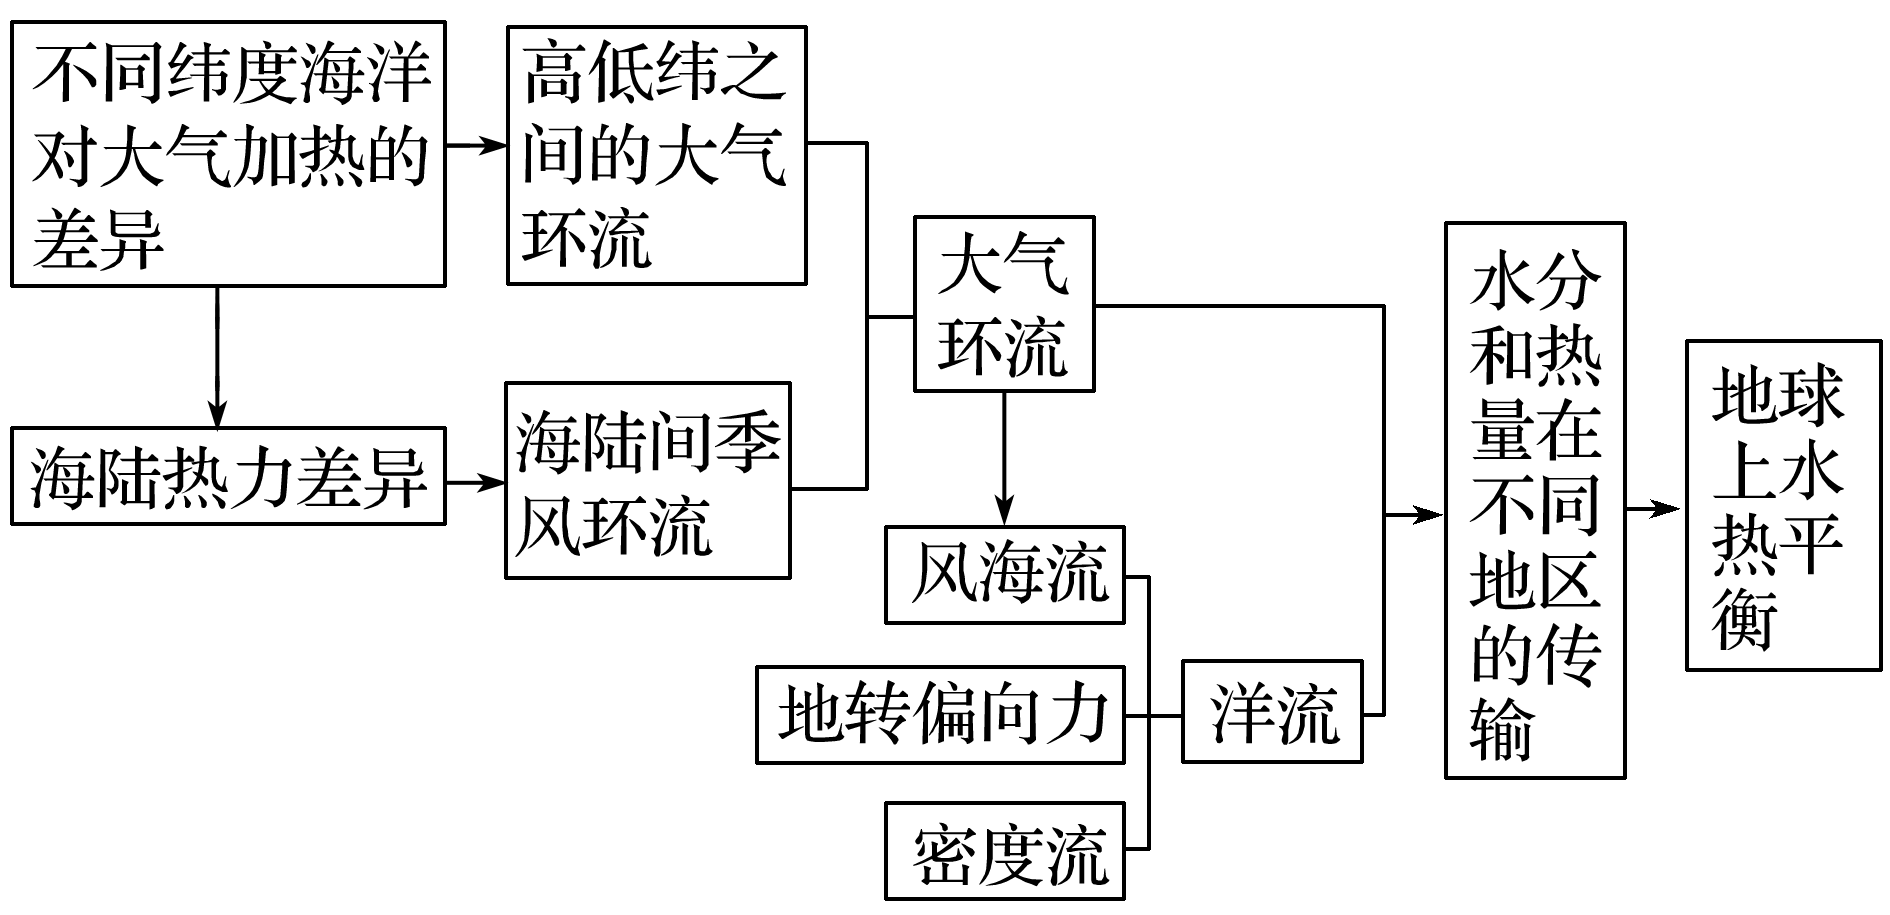 不同纬度海洋
对大气加热的
差异
高低纬之
间的大气
环流
海陆热力差异
海陆间季
风环流
大气
环流
风海流
地转偏向力
密度流
洋流
水分
和热
量在
不同
地区
的传
输
地球
上水
热平
衡